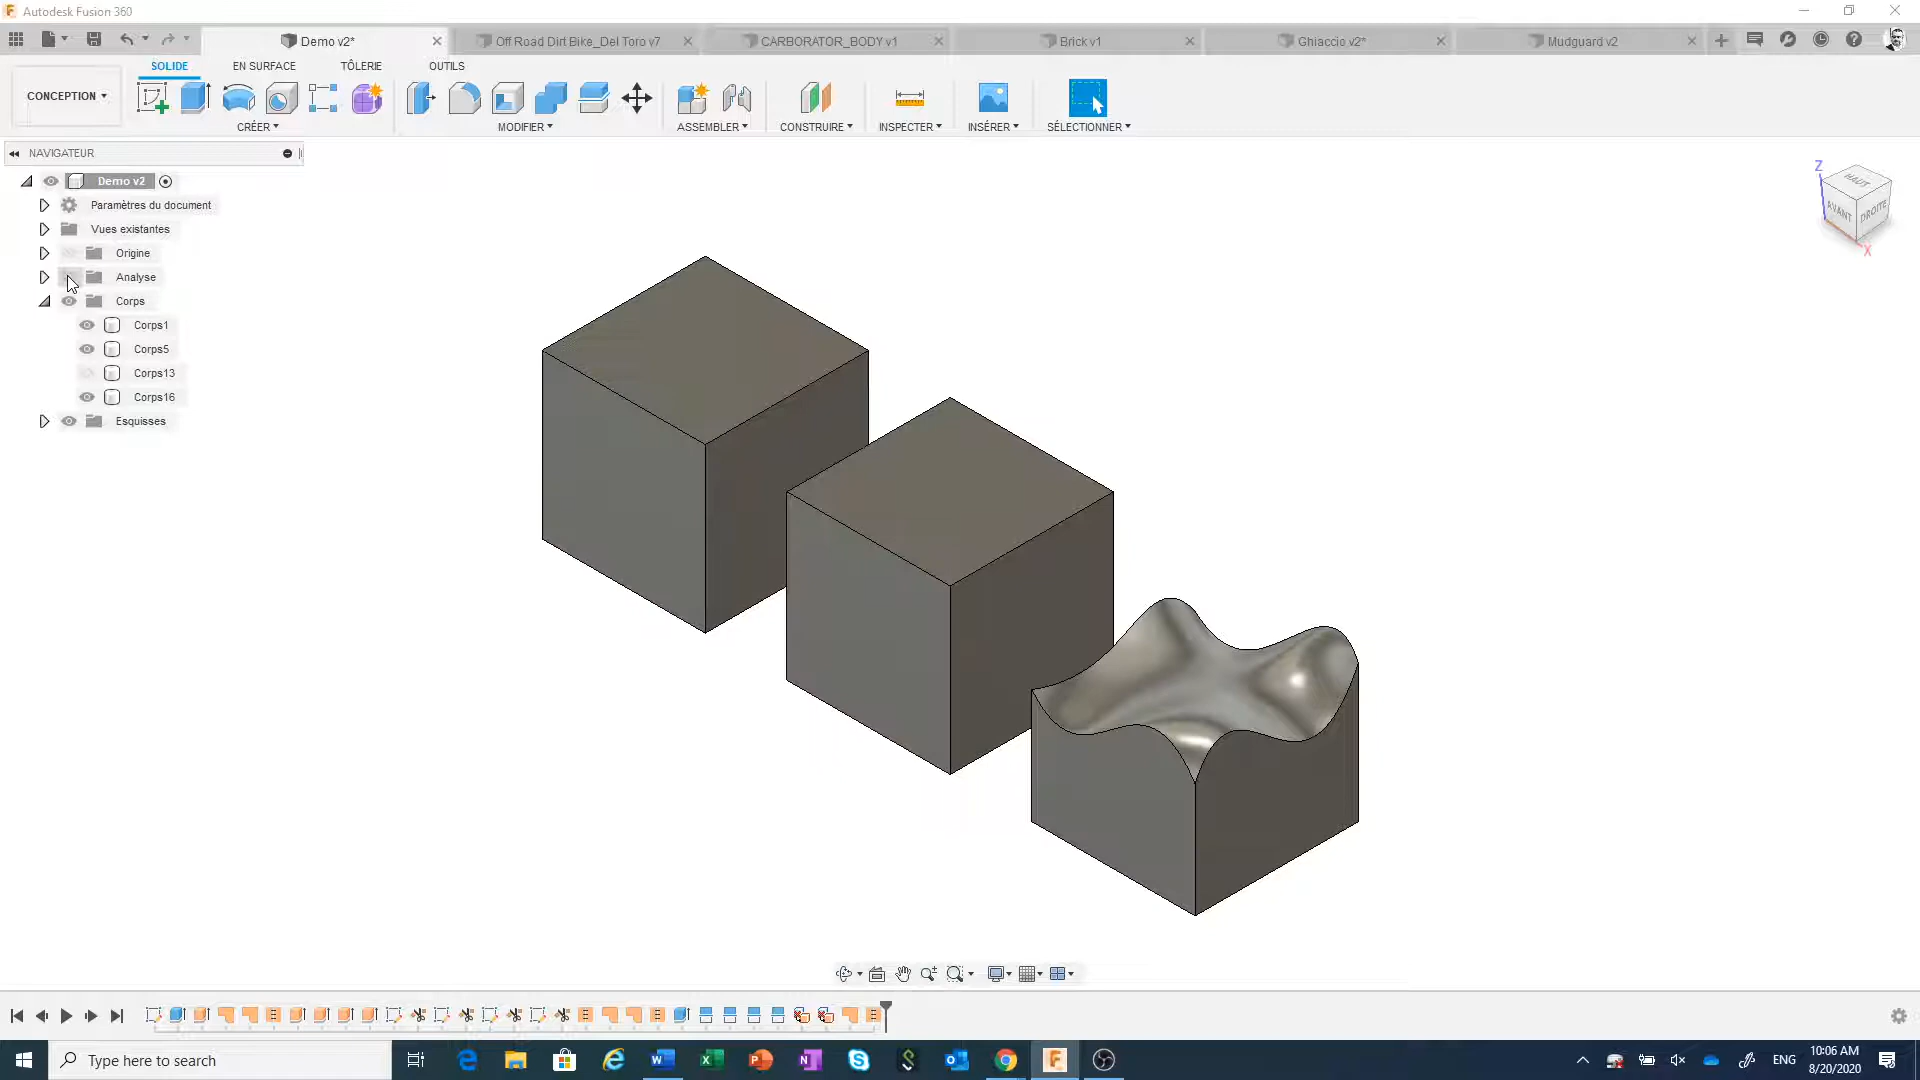 Autodesk Fusion 360
Demo v2*
Off Road Dirt Bike_Del Toro v7
CARBORATOR_BODY v1
Brick v1
Ghiaccio v2*
Mudguard v2
SOLIDE
EN SURFACE
TÔLERIE
OUTILS
CONCEPTION
CRÉER
MODIFIER
ASSEMBLER
CONSTRUIRE
INSPECTER
INSÉRER
SÉLECTIONNER
NAVIGATEUR
Demo v2
Paramètres du document
Vues existantes
Origine
Analyse
Corps
Corps1
Corps5
Corps13
Corps16
Esquisses
Z
HAUT
AVANT
DROITE
X
Type here to search
ENG
10:06 AM
8/20/2020